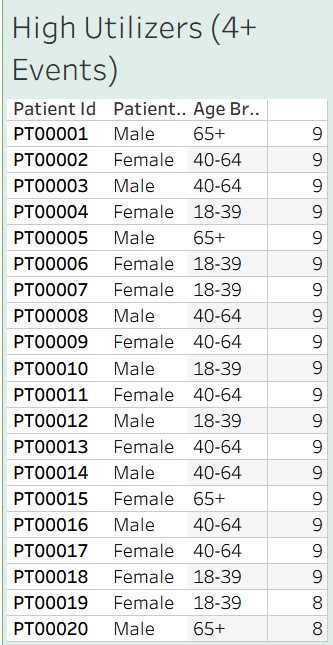 High Utilizers (4+
Events)
Patient Id Patient.. Age Br..
PT00001 Male 65+ 9
PT00002 Female 40-64 9
PT00003 Male 40-64 9
PT00004 Female 18-39 9
PT00005 Male 65+ 9
PT00006 Female 18-39 9
PT00007 Female 18-39 9
PT00008 Male 40-64 9
PT00009 Female 40-64 9
PT00010 Male 18-39 9
PT00011 Female 40-64 9
PT00012 Male 18-39 9
PT00013 Female 40-64 9
PT00014 Male 40-64 9
PT00015 Female 65+ 9
PT00016 Male 40-64 9
PT00017 Female 40-64 9
PT00018 Female 18-39 9
PT00019 Female 18-39 8
PT00020 Male 65+ 8